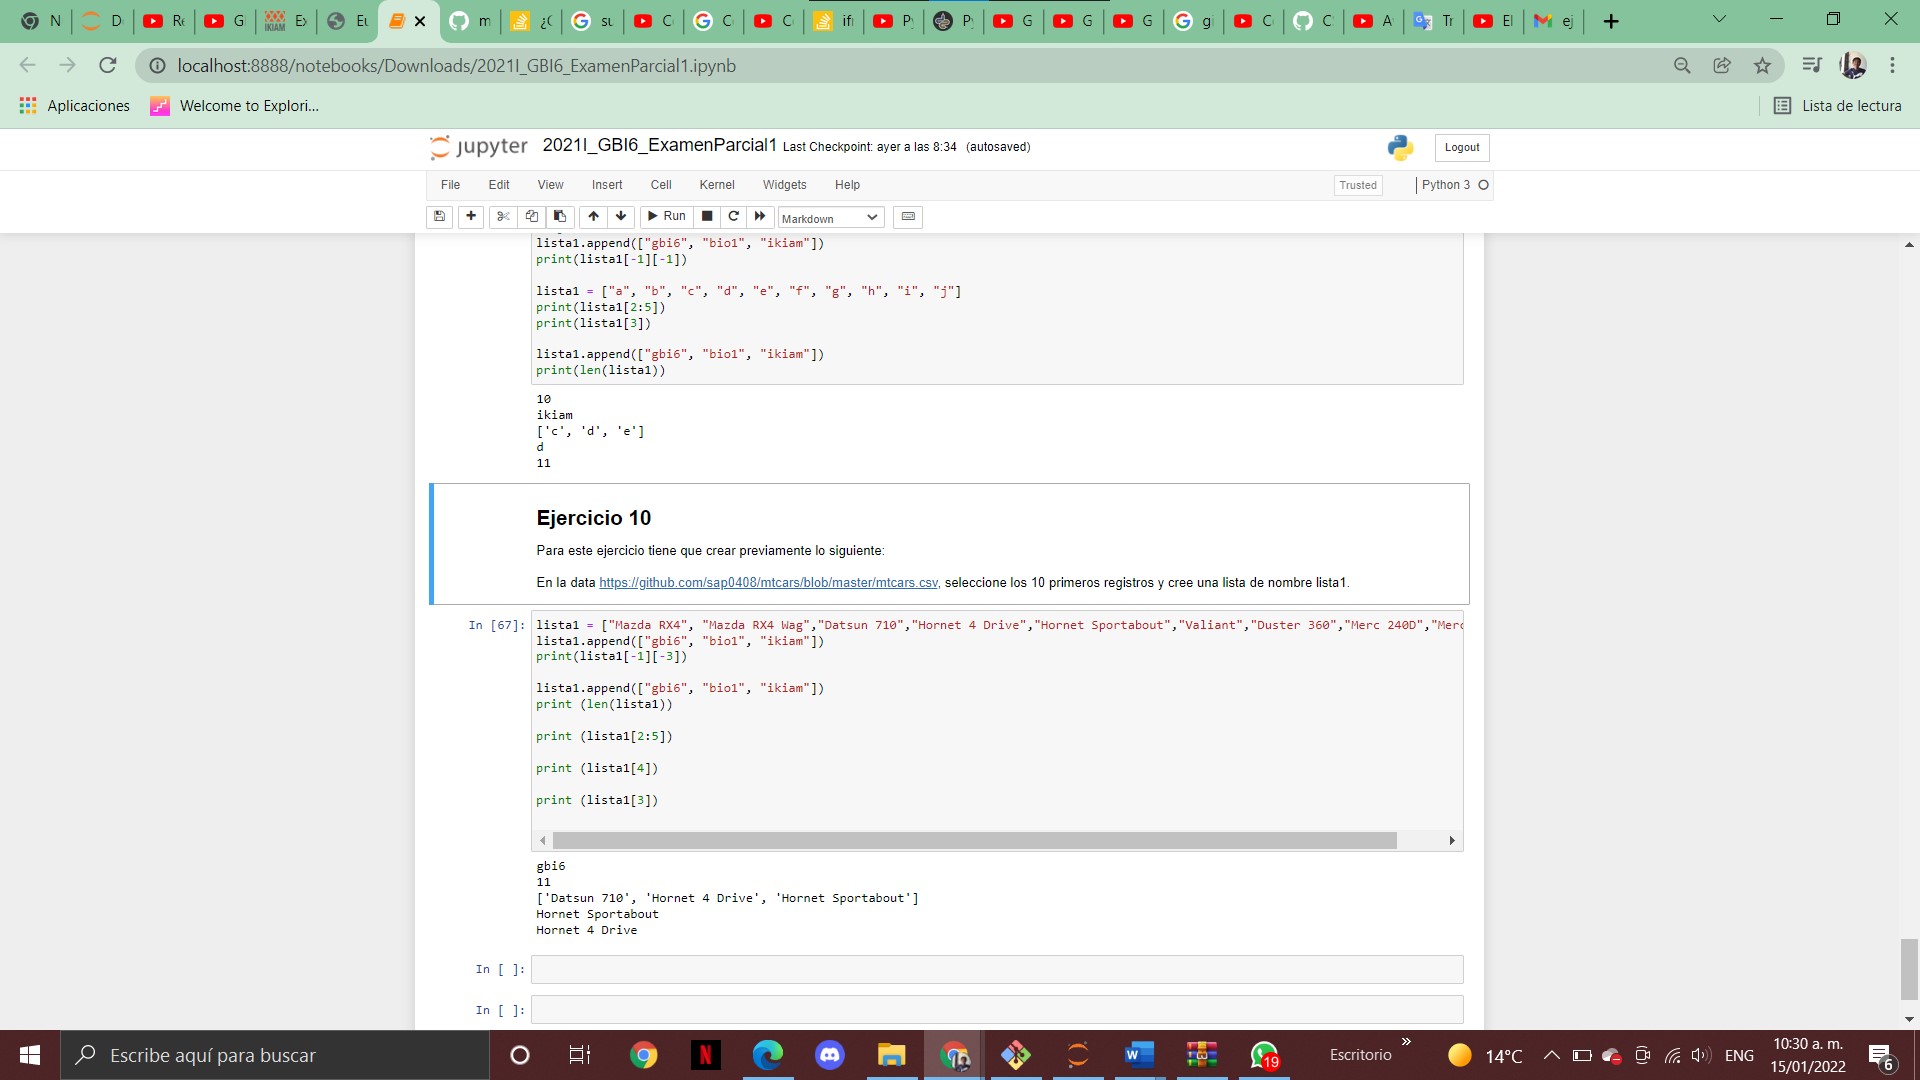 N
D
Re
G
E>
Eu
m
¿C
su
C
C
C
ifr
P
P
G
G
G
gi
C
C
A
Tr
El
ej
localhost:8888/notebooks/Downloads/2021I_GBI6_ExamenParcial1.ipynb
Aplicaciones
Welcome to Explori...
Lista de lectura
jupyter
2021I_GBI6_ExamenParcial1 Last Checkpoint: ayer a las 8:34 (autosaved)
Logout
File Edit View Insert Cell Kernel Widgets Help
Trusted
Python 3
Run
Markdown
lista1.append(["gbi6", "bio1", "ikiam"])
print(lista1[-1][-1])
lista1 = ["a", "b", "c", "d", "e", "f", "g", "h", "i", "j"]
print(lista1[2:5])
print(lista1[3])
lista1.append(["gbi6", "bio1", "ikiam"])
print(len(lista1))
10
ikiam
['c', 'd', 'e']
d
11
Ejercicio 10
Para este ejercicio tiene que crear previamente lo siguiente:
En la data https://github.com/sap0408/mtcars/blob/master/mtcars.csv, seleccione los 10 primeros registros y cree una lista de nombre lista1.
In [67]:
lista1 = ["Mazda RX4", "Mazda RX4 Wag","Datsun 710","Hornet 4 Drive","Hornet Sportabout","Valiant","Duster 360","Merc 240D","Merc
lista1.append(["gbi6", "bio1", "ikiam"])
print(lista1[-1][-3])
lista1.append(["gbi6", "bio1", "ikiam"])
print (len(lista1))
print (lista1[2:5])
print (lista1[4])
print (lista1[3])
gbi6
11
['Datsun 710', 'Hornet 4 Drive', 'Hornet Sportabout']
Hornet Sportabout
Hornet 4 Drive
In [ ]:
In [ ]:
Escribe aquí para buscar
19
Escritorio
14°C
ENG
10:30 a. m.
15/01/2022
6